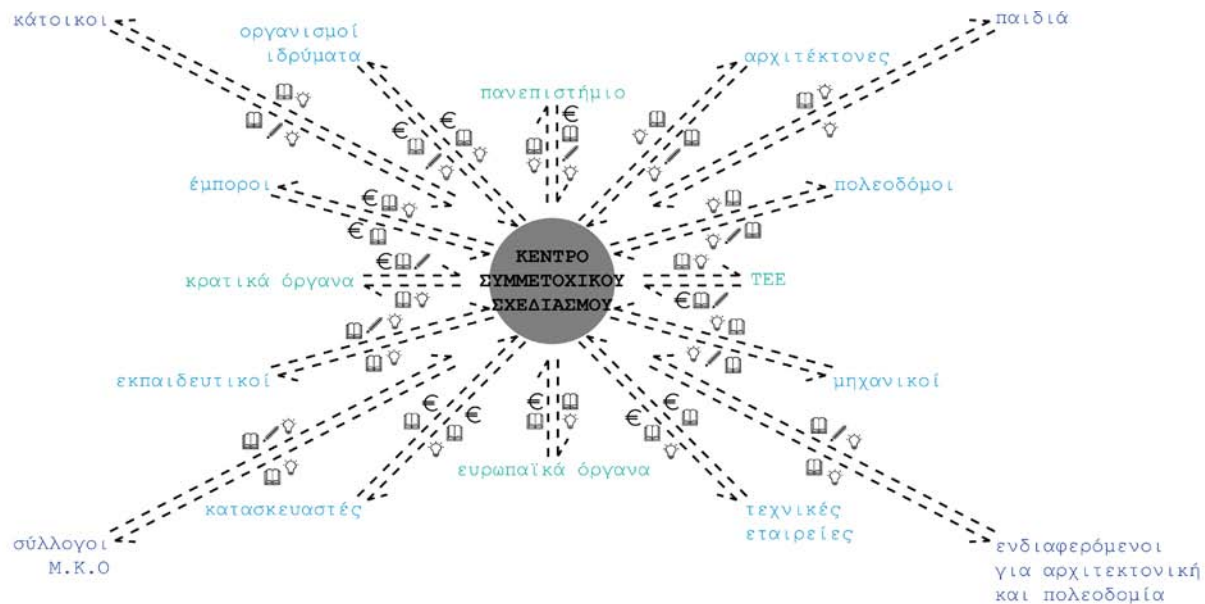 κάτοικοι
παιδιά
οργανισμοί
ιδρύματα
αρχιτέκτονες
πανεπιστήμιο
έμποροι
πολεοδόμοι
ΚΕΝΤΡΟ
ΣΥΜΜΕΤΟΧΙΚΟΥ
ΣΧΕΔΙΑΣΜΟΥ
κρατικά όργανα
ΤΕΕ
εκπαιδευτικοί
μηχανικοί
ευρωπαϊκά όργανα
κατασκευαστές
τεχνικές
εταιρείες
σύλλογοι
Μ.Κ.Ο
ενδιαφερόμενοι
για αρχιτεκτονική
και πολεοδομία